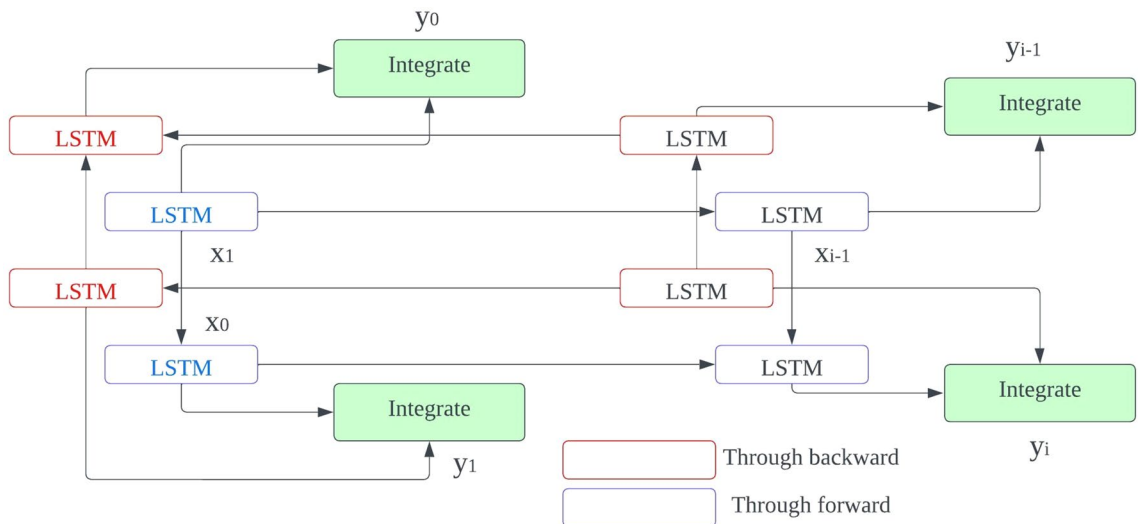 y0
Integrate
yi-1
Integrate
LSTM
LSTM
LSTM
LSTM
x1
xi-1
LSTM
LSTM
x0
LSTM
LSTM
Integrate
Integrate
y1
yi
Through backward
Through forward